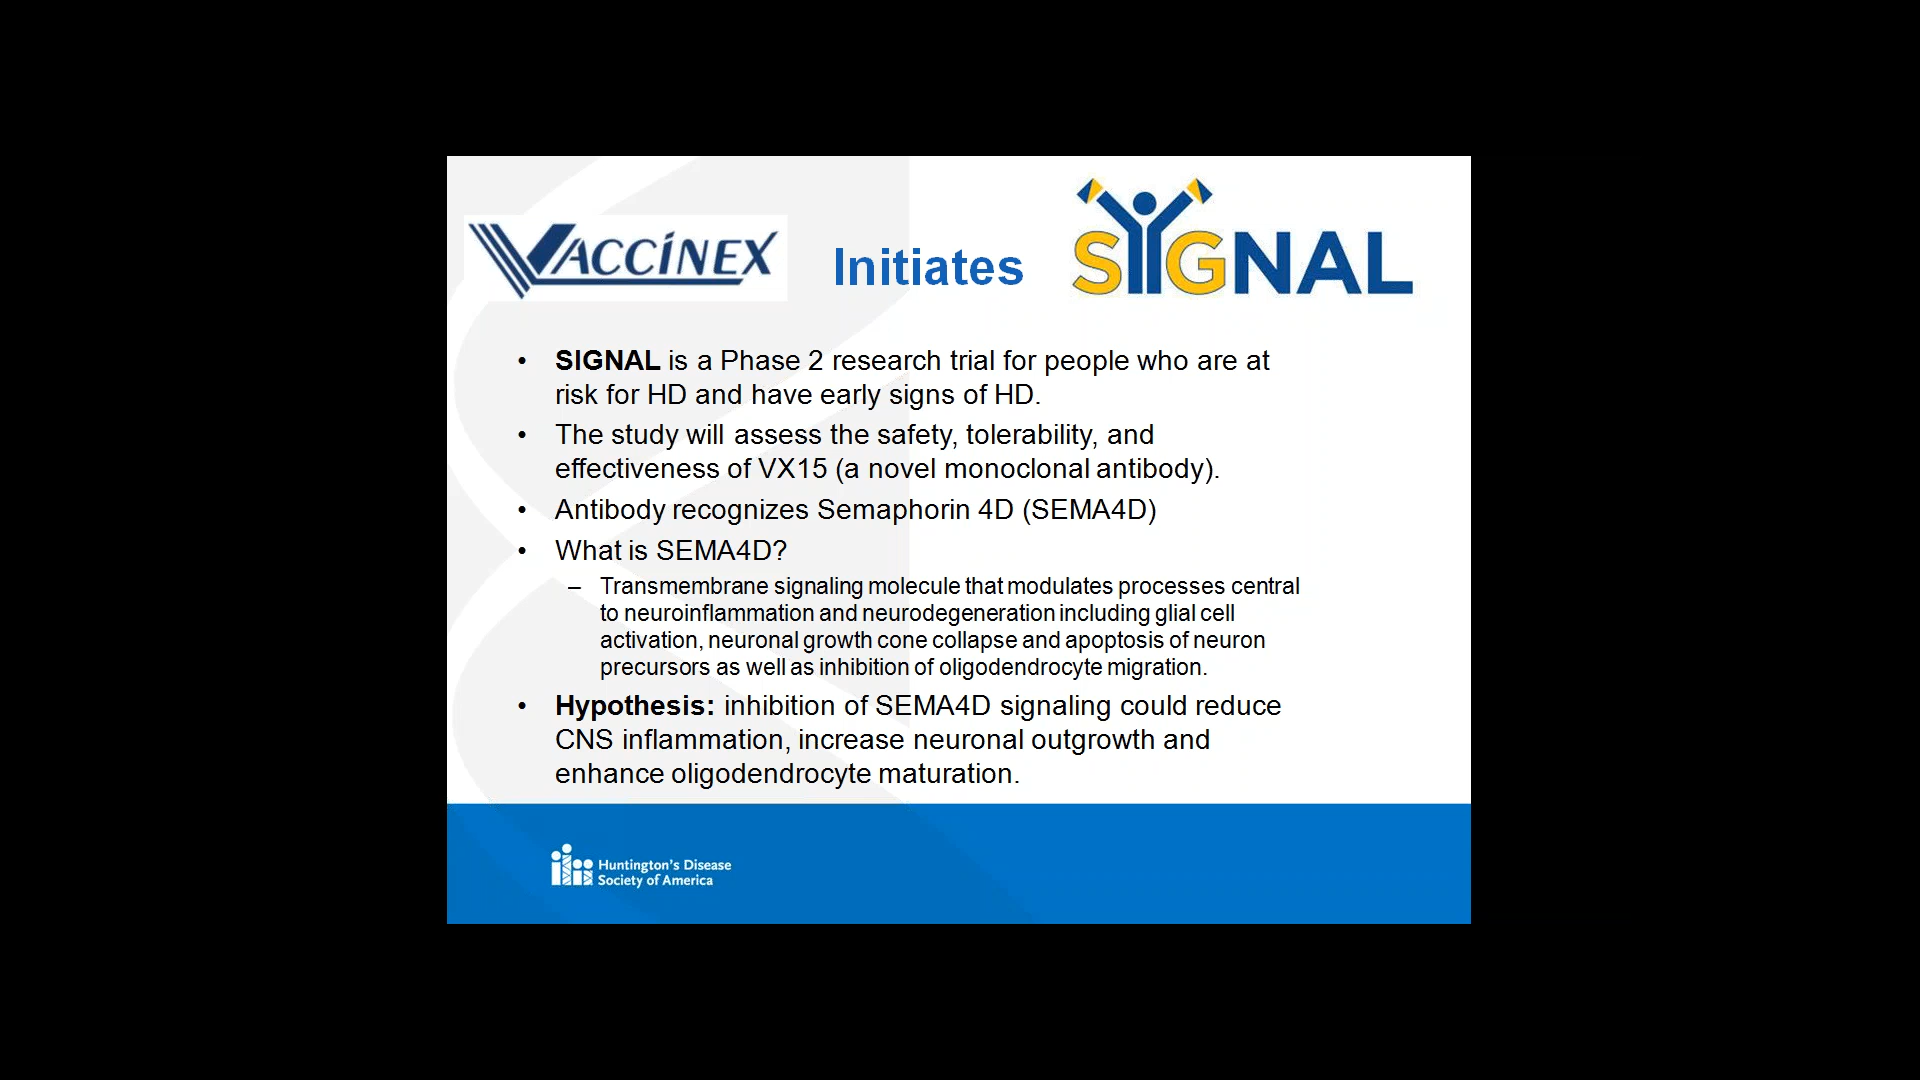 VACCINEX Initiates SIGNAL
• SIGNAL is a Phase 2 research trial for people who are at
risk for HD and have early signs of HD.
• The study will assess the safety, tolerability, and
effectiveness of VX15 (a novel monoclonal antibody).
• Antibody recognizes Semaphorin 4D (SEMA4D)
• What is SEMA4D?
– Transmembrane signaling molecule that modulates processes central
to neuroinflammation and neurodegeneration including glial cell
activation, neuronal growth cone collapse and apoptosis of neuron
precursors as well as inhibition of oligodendrocyte migration.
• Hypothesis: inhibition of SEMA4D signaling could reduce
CNS inflammation, increase neuronal outgrowth and
enhance oligodendrocyte maturation.
Huntington's Disease
Society of America